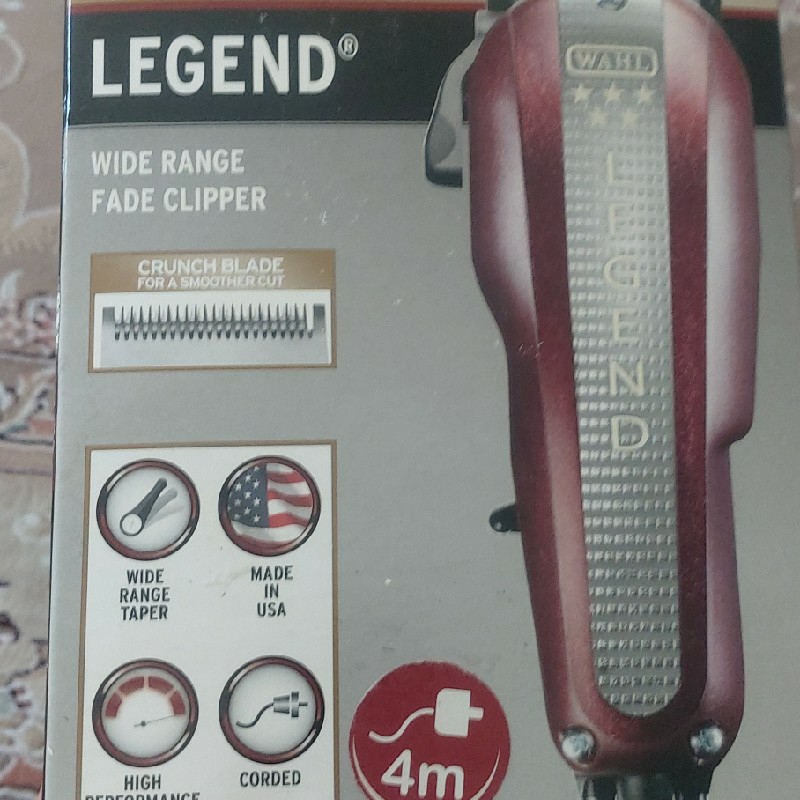 LEGEND®
WIDE RANGE
FADE CLIPPER
CRUNCH BLADE
FOR A SMOOTHER CUT
WIDE
RANGE
TAPER
MADE
IN
USA
HIGH
PERFORMANCE
CORDED
4m
WAHL
L
E
G
E
N
D